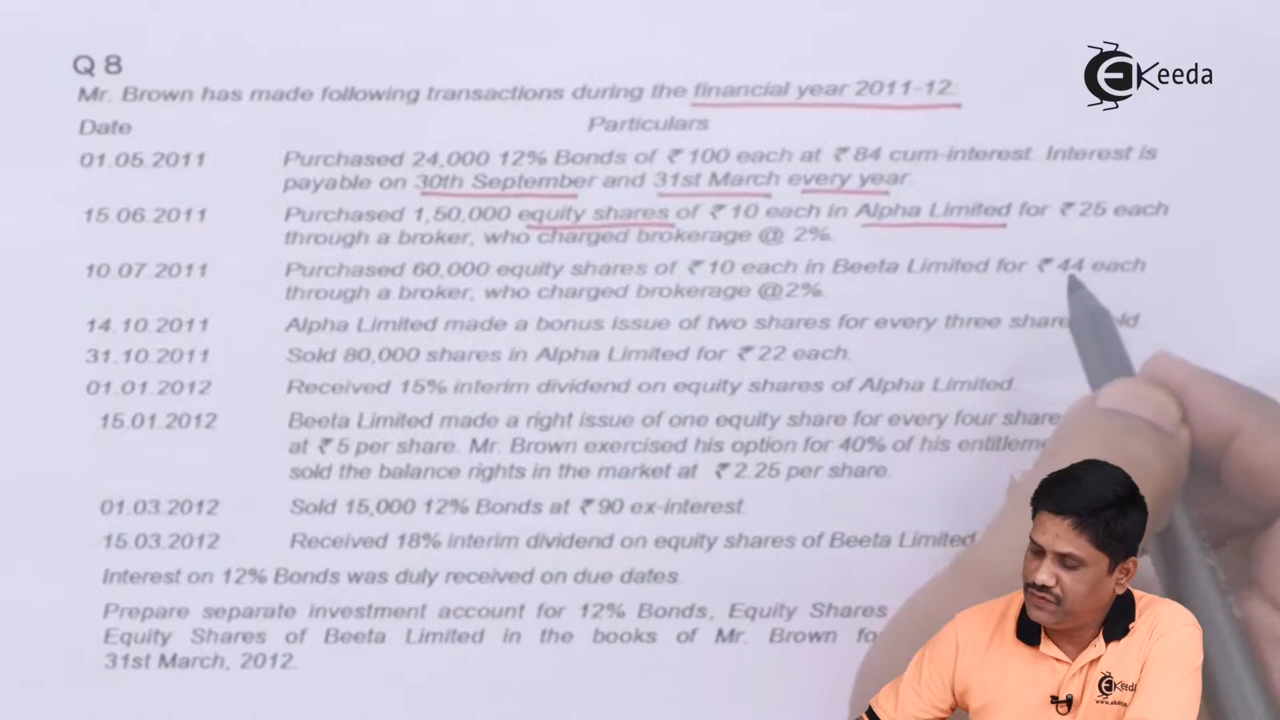 Keeda
Q 8
Mr. Brown has made following transactions during the financial year 2011-12:
Date Particulars
01.05.2011 Purchased 24,000 12% Bonds of ₹ 100 each at ₹ 84 cum-interest. Interest is
payable on 30th September and 31st March every year.
15.06.2011 Purchased 1,50,000 equity shares of ₹ 10 each in Alpha Limited for ₹ 25 each
through a broker, who charged brokerage @ 2%.
10.07.2011 Purchased 60,000 equity shares of ₹ 10 each in Beeta Limited for ₹ 44 each
through a broker, who charged brokerage @2%.
14.10.2011 Alpha Limited made a bonus issue of two shares for every three
31.10.2011 Sold 80,000 shares in Alpha Limited for ₹ 22 each.
01.01.2012 Received 15% interim dividend on equity shares of Alpha Limited.
15.01.2012 Beeta Limited made a right issue of one equity share for every four
at ₹ 5 per share. Mr. Brown exercised his option for 40% of his
sold the balance rights in the market at ₹ 2.25 per share.
01.03.2012 Sold 15,000 12% Bonds at ₹ 90 ex-interest.
15.03.2012 Received 18% interim dividend on equity shares of Beeta Limited
Interest on 12% Bonds was duly received on due dates.
Prepare separate investment account for 12% Bonds, Equity Shares
Equity Shares of Beeta Limited in the books of Mr. Brown
31st March, 2012.